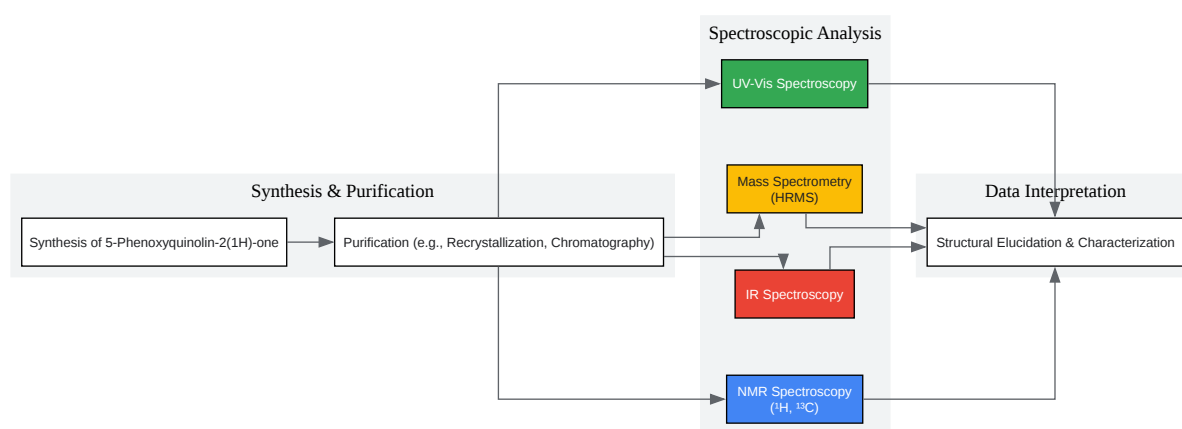 Spectroscopic Analysis
UV-Vis Spectroscopy
Mass Spectrometry
(HRMS)
Synthesis & Purification
Data Interpretation
Synthesis of 5-Phenoxyquinolin-2(1H)-one
Purification (e.g., Recrystallization, Chromatography)
Structural Elucidation & Characterization
IR Spectroscopy
NMR Spectroscopy
(¹H, ¹³C)